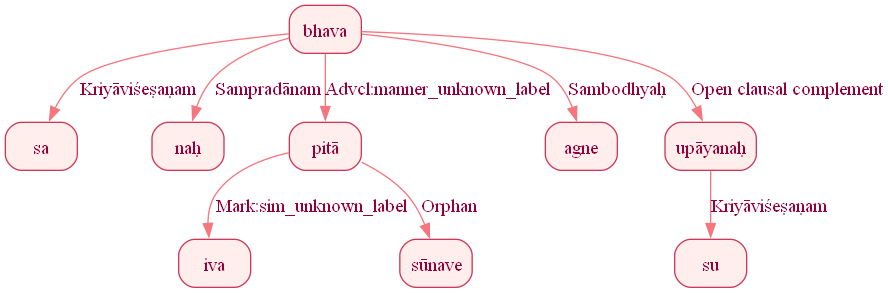 bhava
Kriyāviśeṣaṇam Sampradānam Advcl:manner_unknown_label Sambodhyaḥ Open clausal complement
sa naḥ pitā agne upāyanaḥ
Mark:sim_unknown_label Orphan Kriyāviśeṣaṇam
iva sūnave su